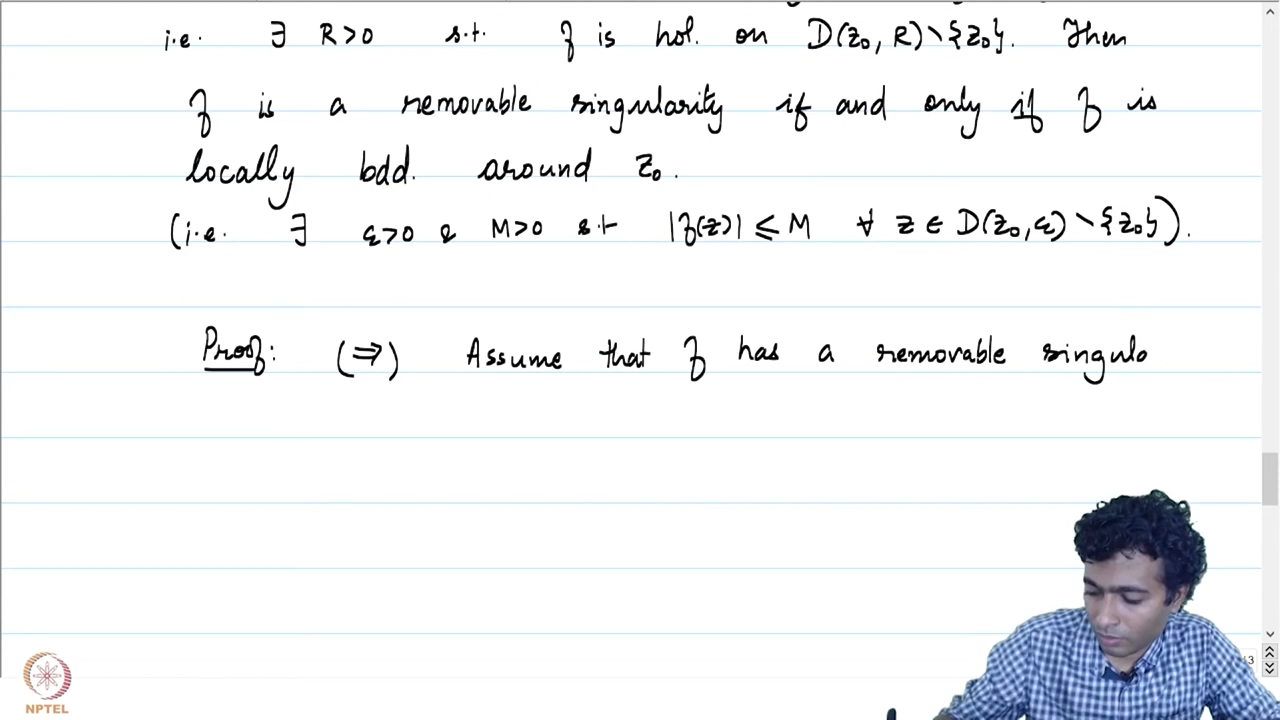 i.e. ∃ R>0 s.t. f is hol. on D(z₀, R)∖{z₀}. Then
f is a removable singularity if and only if f is
locally bdd. around z₀.
(i.e. ∃ ε>0 & M>0 s.t |f(z)| ≤ M ∀ z ∈ D(z₀,ε)∖{z₀}).
Proof: (⇒) Assume that f has a removable singula
NPTEL